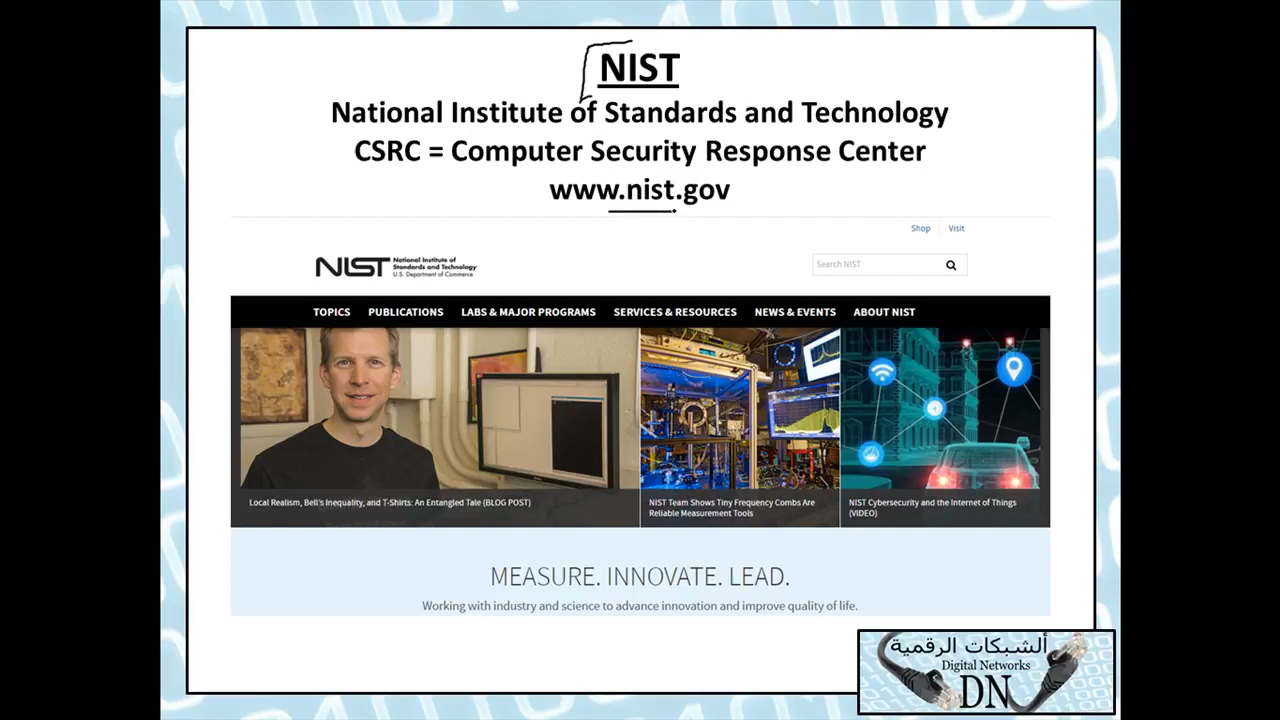 NIST
National Institute of Standards and Technology
CSRC = Computer Security Response Center
www.nist.gov
Shop
Visit
NIST
National Institute of
Standards and Technology
U.S. Department of Commerce
Search NIST
TOPICS
PUBLICATIONS
LABS & MAJOR PROGRAMS
SERVICES & RESOURCES
NEWS & EVENTS
ABOUT NIST
Local Realism, Bell's Inequality, and T-Shirts: An Entangled Tale (BLOG POST)
NIST Team Shows Tiny Frequency Combs Are
Reliable Measurement Tools
NIST Cybersecurity and the Internet of Things
(VIDEO)
MEASURE. INNOVATE. LEAD.
Working with industry and science to advance innovation and improve quality of life.
ألشبكات الرقمية
Digital Networks
DN